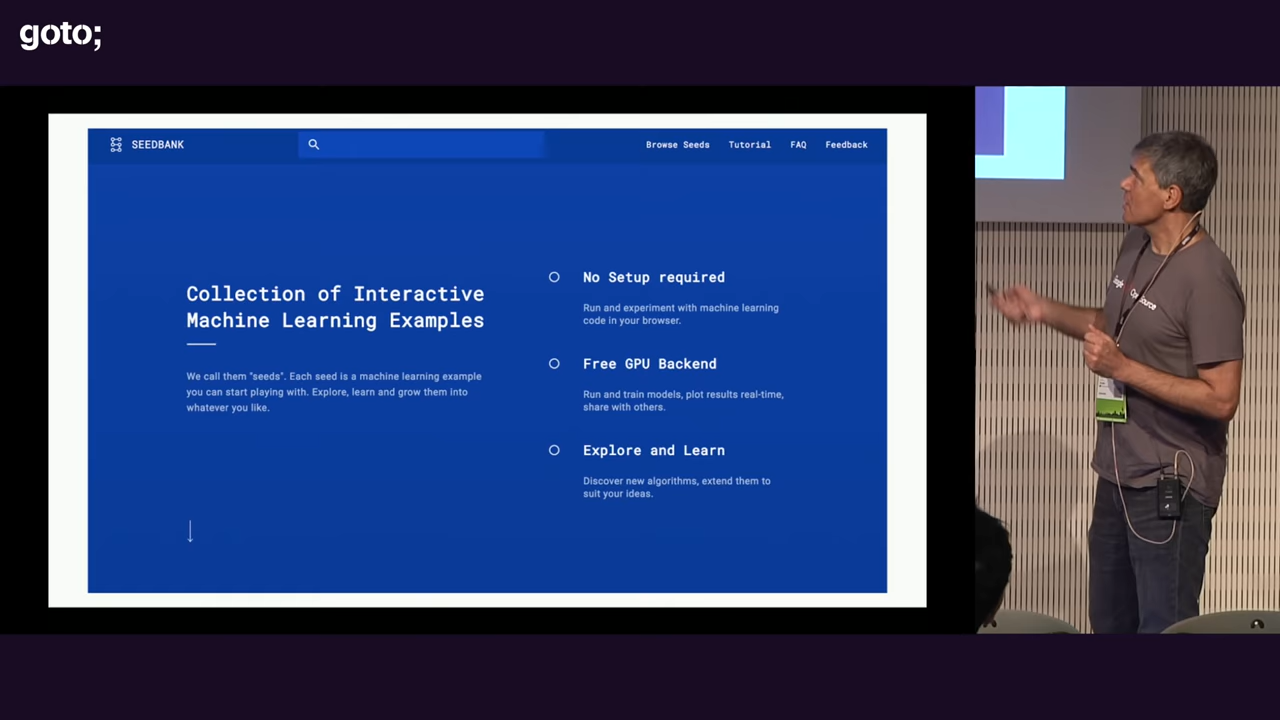 goto;
SEEDBANK
Browse Seeds
Tutorial
FAQ
Feedback
Collection of Interactive
Machine Learning Examples
We call them "seeds". Each seed is a machine learning example
you can start playing with. Explore, learn and grow them into
whatever you like.
No Setup required
Run and experiment with machine learning
code in your browser.
Free GPU Backend
Run and train models, plot results real-time,
share with others.
Explore and Learn
Discover new algorithms, extend them to
suit your ideas.
Google